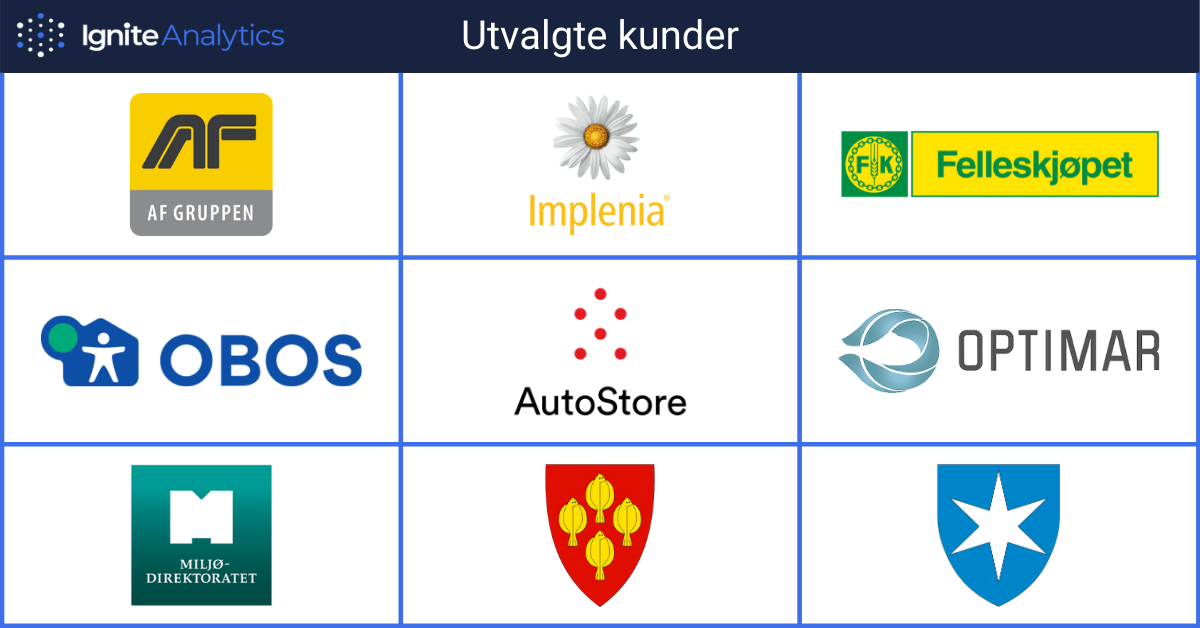 Ignite Analytics
Utvalgte kunder
AF
AF GRUPPEN
Implenia®
FK
Felleskjøpet
OBOS
AutoStore
OPTIMAR
MILJØ-
DIREKTORATET